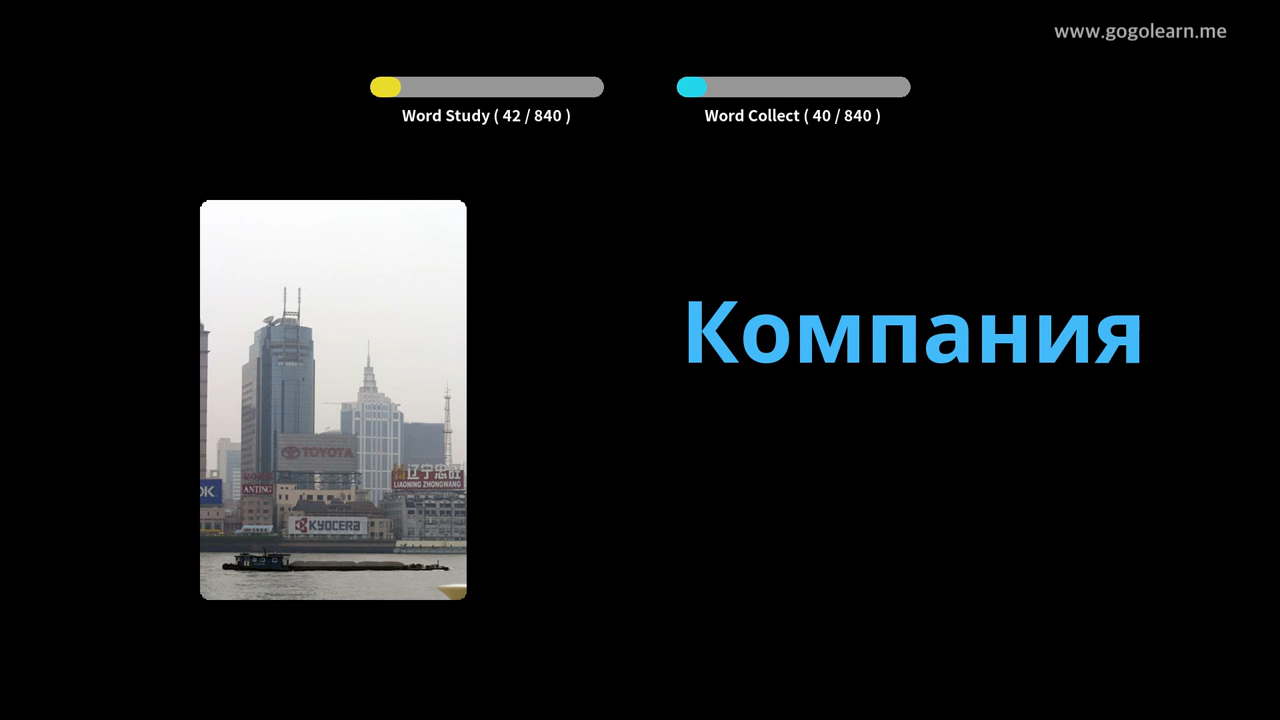 www.gogolearn.me
Word Study ( 42 / 840 )
Word Collect ( 40 / 840 )
Компания
TOYOTA
辽宁忠旺
LIAONING ZHONGWANG
OK
ANTING
KYOCERA